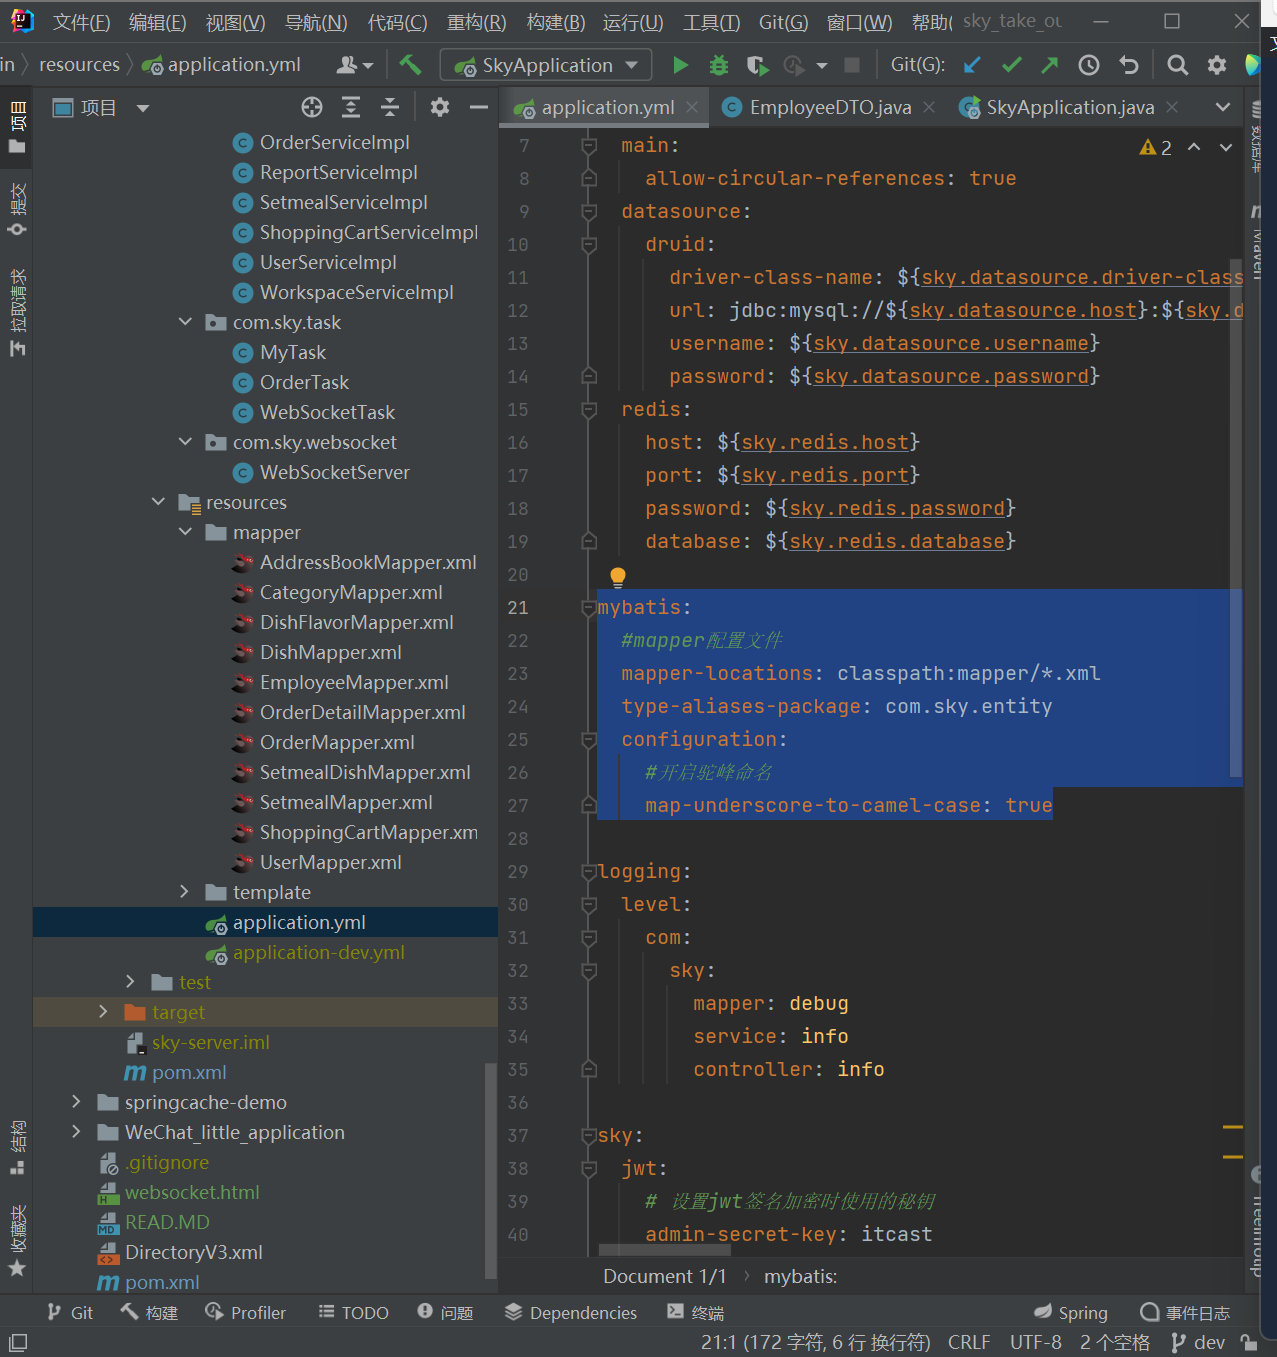 文件(F) 编辑(E) 视图(V) 导航(N) 代码(C) 重构(R) 构建(B) 运行(U) 工具(T) Git(G) 窗口(W) 帮助( sky_take_ou
in resources application.yml SkyApplication Git(G):
项目
application.yml EmployeeDTO.java SkyApplication.java
项目
提交
拉取请求
结构
收藏夹
OrderServiceImpl
ReportServiceImpl
SetmealServiceImpl
ShoppingCartServiceImpl
UserServiceImpl
WorkspaceServiceImpl
com.sky.task
MyTask
OrderTask
WebSocketTask
com.sky.websocket
WebSocketServer
resources
mapper
AddressBookMapper.xml
CategoryMapper.xml
DishFlavorMapper.xml
DishMapper.xml
EmployeeMapper.xml
OrderDetailMapper.xml
OrderMapper.xml
SetmealDishMapper.xml
SetmealMapper.xml
ShoppingCartMapper.xm
UserMapper.xml
template
application.yml
application-dev.yml
test
target
sky-server.iml
pom.xml
springcache-demo
WeChat_little_application
.gitignore
websocket.html
READ.MD
DirectoryV3.xml
pom.xml
7 main:
2
8 allow-circular-references: true
9 datasource:
10 druid:
11 driver-class-name: ${sky.datasource.driver-class
12 url: jdbc:mysql://${sky.datasource.host}:${sky.d
13 username: ${sky.datasource.username}
14 password: ${sky.datasource.password}
15 redis:
16 host: ${sky.redis.host}
17 port: ${sky.redis.port}
18 password: ${sky.redis.password}
19 database: ${sky.redis.database}
20
21 mybatis:
22 #mapper配置文件
23 mapper-locations: classpath:mapper/*.xml
24 type-aliases-package: com.sky.entity
25 configuration:
26 #开启驼峰命名
27 map-underscore-to-camel-case: true
28
29 logging:
30 level:
31 com:
32 sky:
33 mapper: debug
34 service: info
35 controller: info
36
37 sky:
38 jwt:
39 # 设置jwt签名加密时使用的秘钥
40 admin-secret-key: itcast
Document 1/1 mybatis:
数据库
Maven
Git 构建 Profiler TODO 问题 Dependencies 终端 Spring 事件日志
21:1 (172 字符, 6 行 换行符) CRLF UTF-8 2 个空格 dev